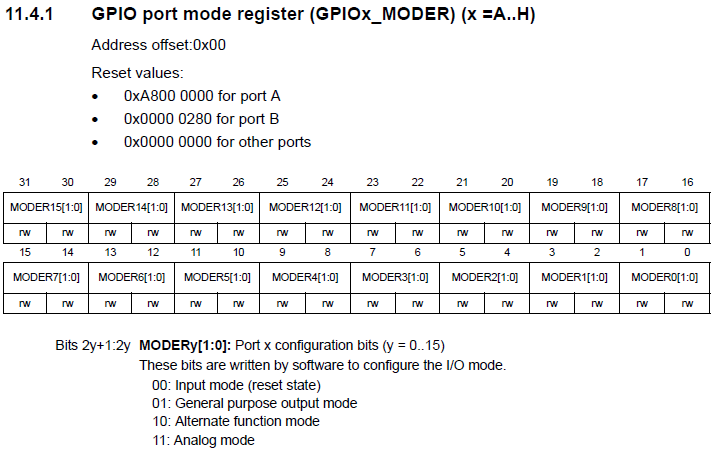 11.4.1 GPIO port mode register (GPIOx_MODER) (x =A..H)
Address offset:0x00
Reset values:
• 0xA800 0000 for port A
• 0x0000 0280 for port B
• 0x0000 0000 for other ports
31 30 29 28 27 26 25 24 23 22 21 20 19 18 17 16
MODER15[1:0] MODER14[1:0] MODER13[1:0] MODER12[1:0] MODER11[1:0] MODER10[1:0] MODER9[1:0] MODER8[1:0]
rw rw rw rw rw rw rw rw rw rw rw rw rw rw rw rw
15 14 13 12 11 10 9 8 7 6 5 4 3 2 1 0
MODER7[1:0] MODER6[1:0] MODER5[1:0] MODER4[1:0] MODER3[1:0] MODER2[1:0] MODER1[1:0] MODER0[1:0]
rw rw rw rw rw rw rw rw rw rw rw rw rw rw rw rw
Bits 2y+1:2y MODERy[1:0]: Port x configuration bits (y = 0..15)
These bits are written by software to configure the I/O mode.
00: Input mode (reset state)
01: General purpose output mode
10: Alternate function mode
11: Analog mode